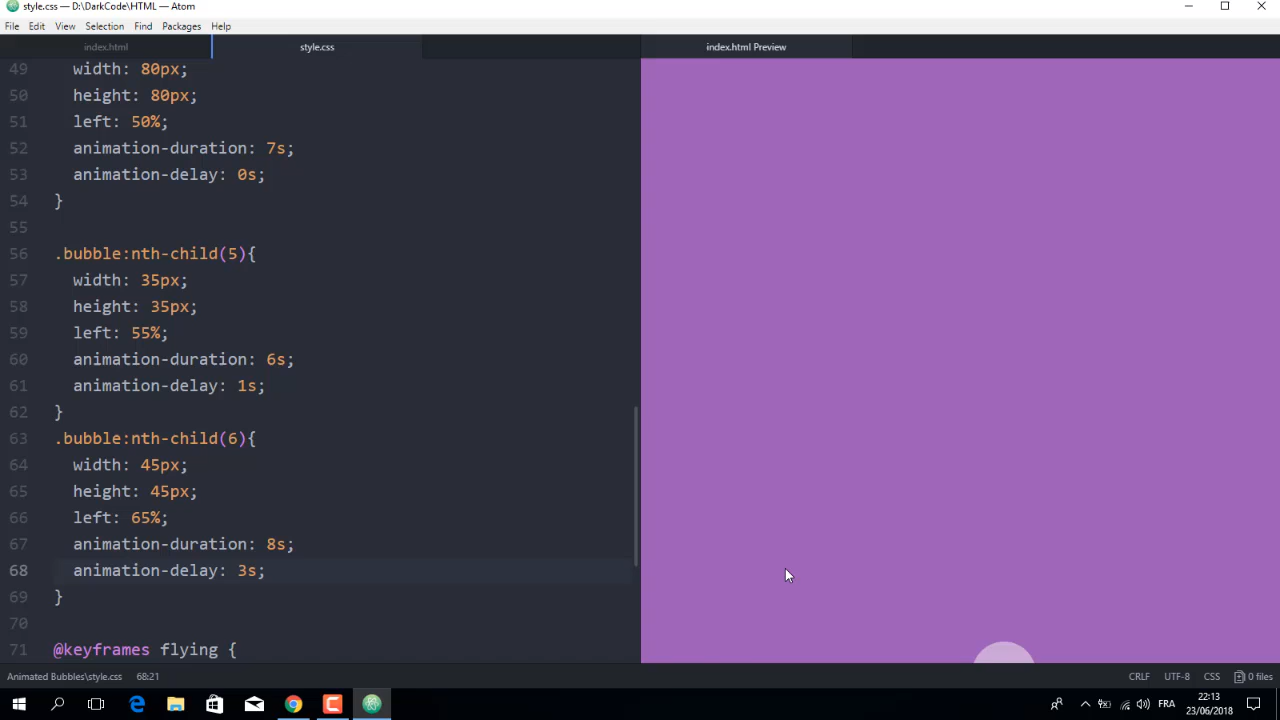 style.css — D:\DarkCode\HTML — Atom
File Edit View Selection Find Packages Help
index.html style.css index.html Preview
49 width: 80px;
50 height: 80px;
51 left: 50%;
52 animation-duration: 7s;
53 animation-delay: 0s;
54 }
55
56 .bubble:nth-child(5){
57 width: 35px;
58 height: 35px;
59 left: 55%;
60 animation-duration: 6s;
61 animation-delay: 1s;
62 }
63 .bubble:nth-child(6){
64 width: 45px;
65 height: 45px;
66 left: 65%;
67 animation-duration: 8s;
68 animation-delay: 3s;
69 }
70
71 @keyframes flying {
Animated Bubbles\style.css 68:21 CRLF UTF-8 CSS 0 files
FRA 22:13
23/06/2018